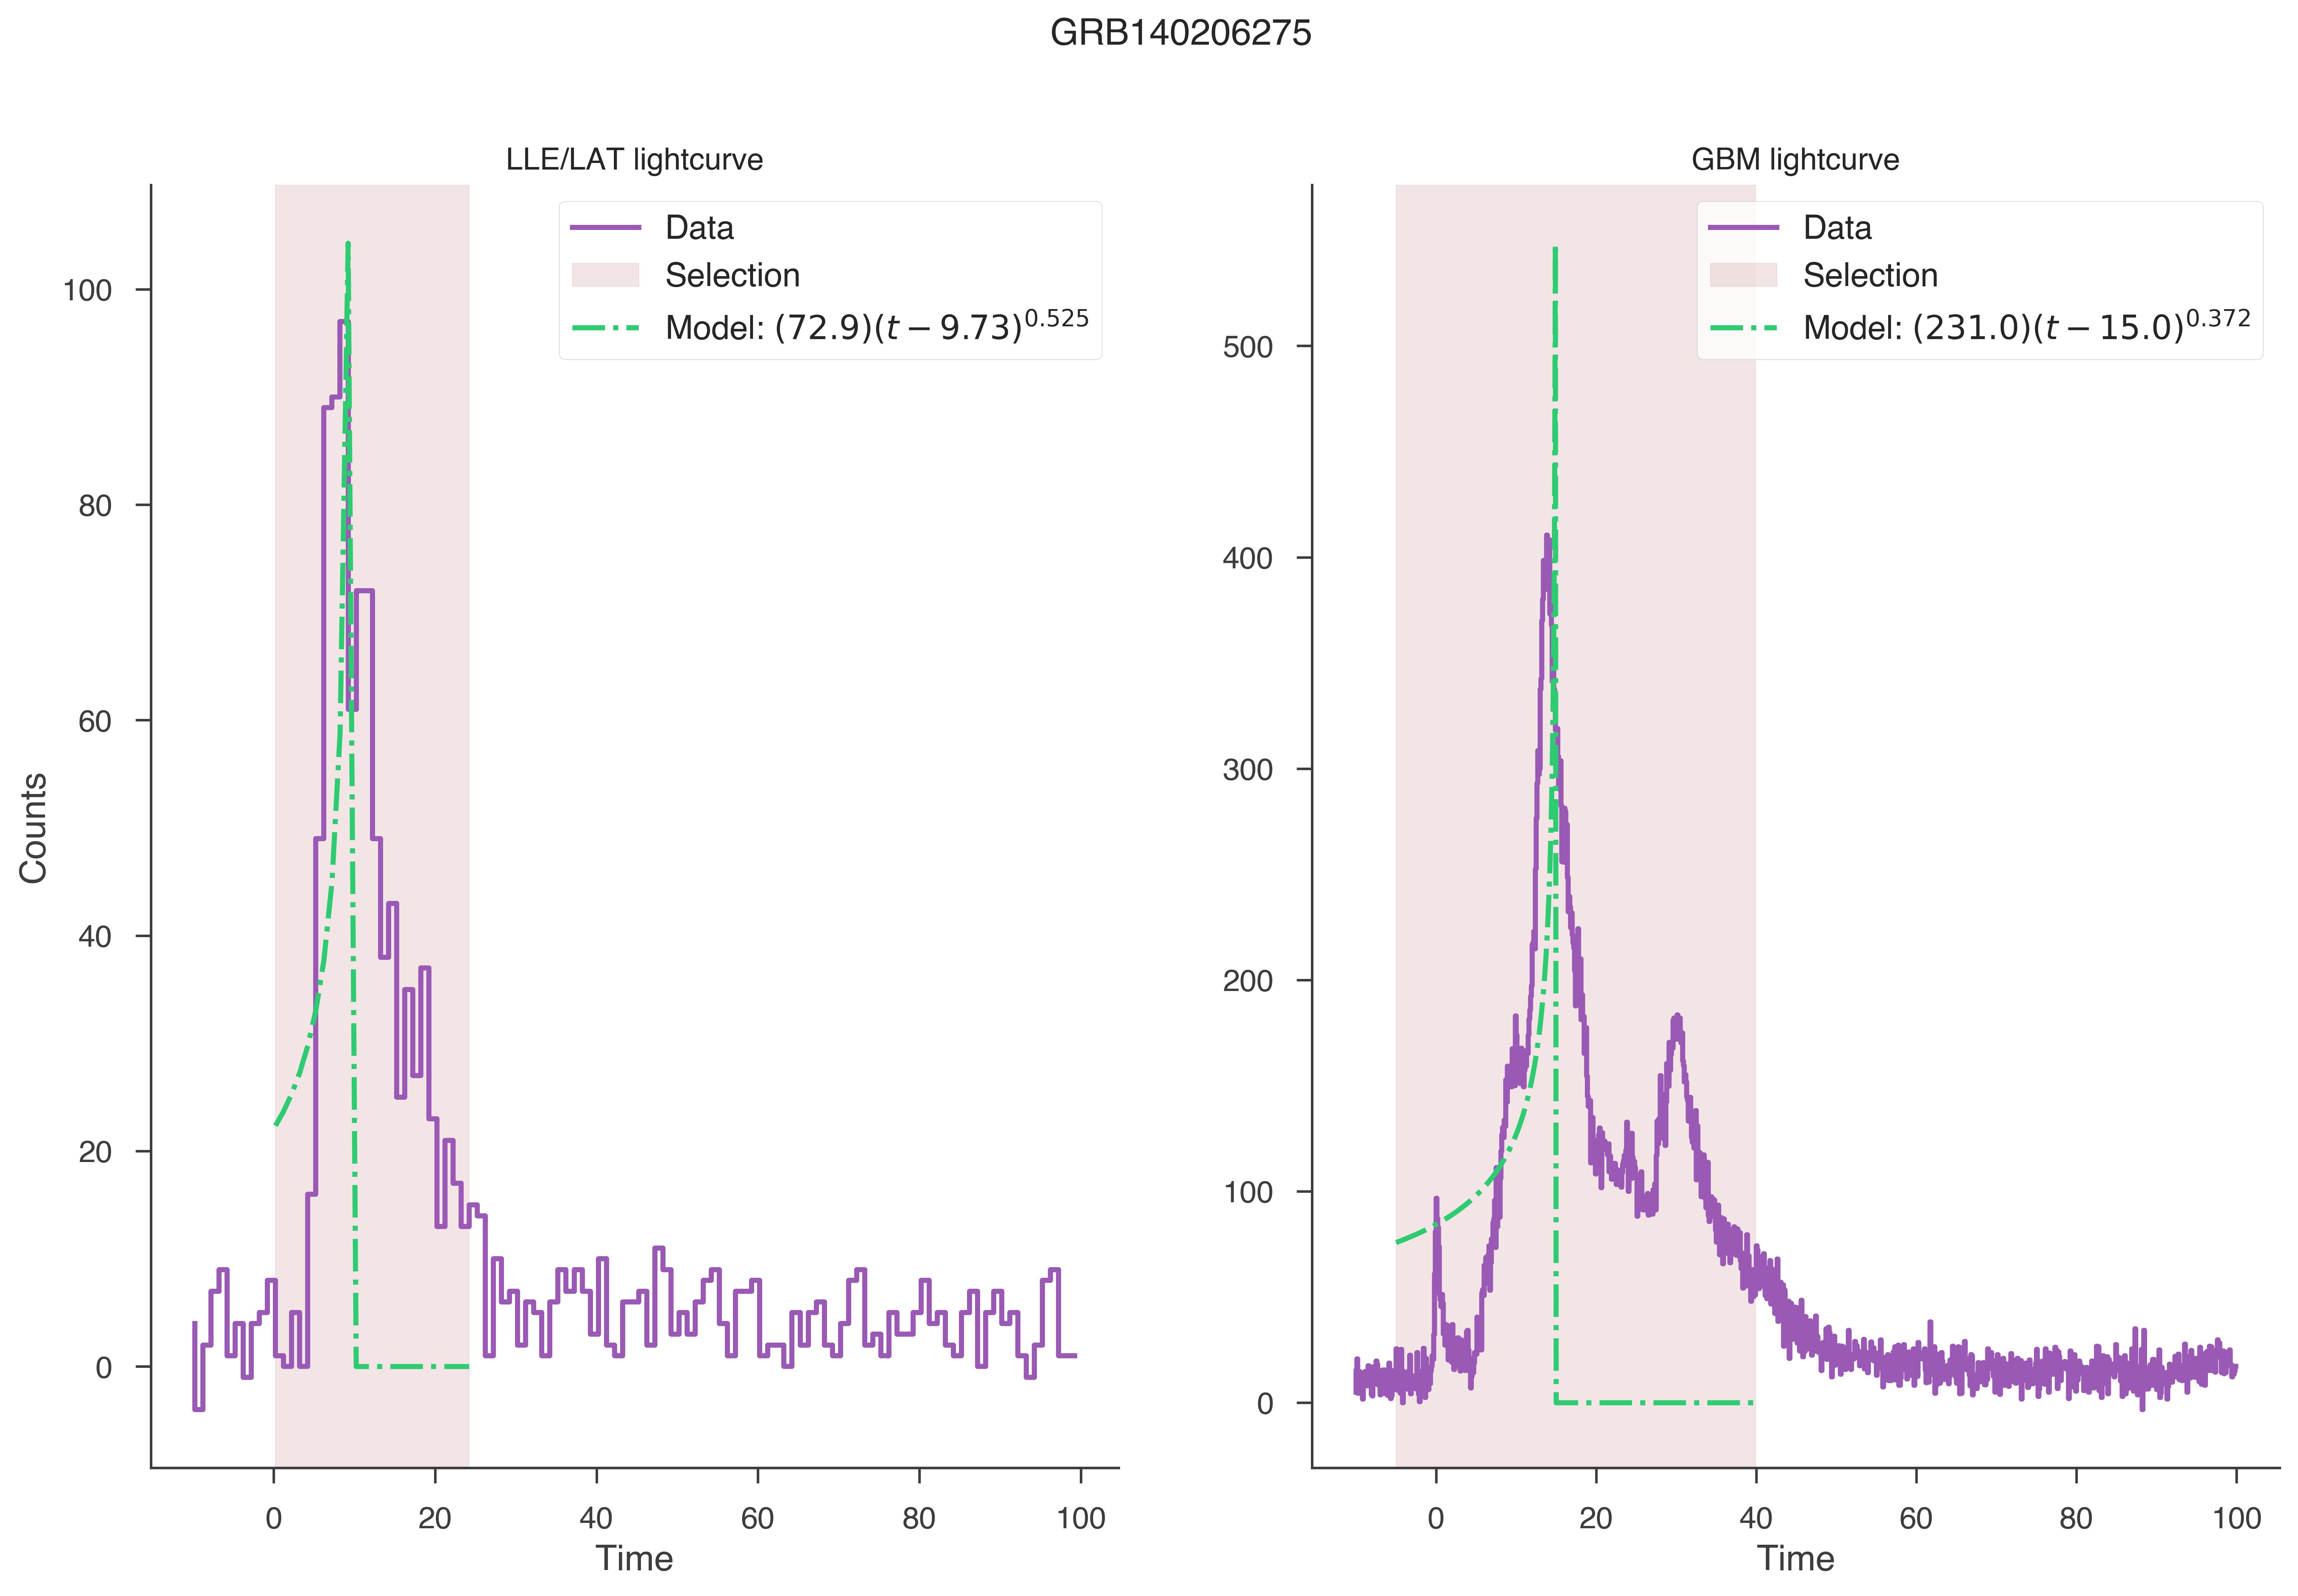 GRB140206275
LLE/LAT lightcurve
Data
Selection
Model: (72.9)(t − 9.73)^0.525
Counts
100
80
60
40
20
0
0 20 40 60 80 100
Time
GBM lightcurve
Data
Selection
Model: (231.0)(t − 15.0)^0.372
500
400
300
200
100
0
0 20 40 60 80 100
Time